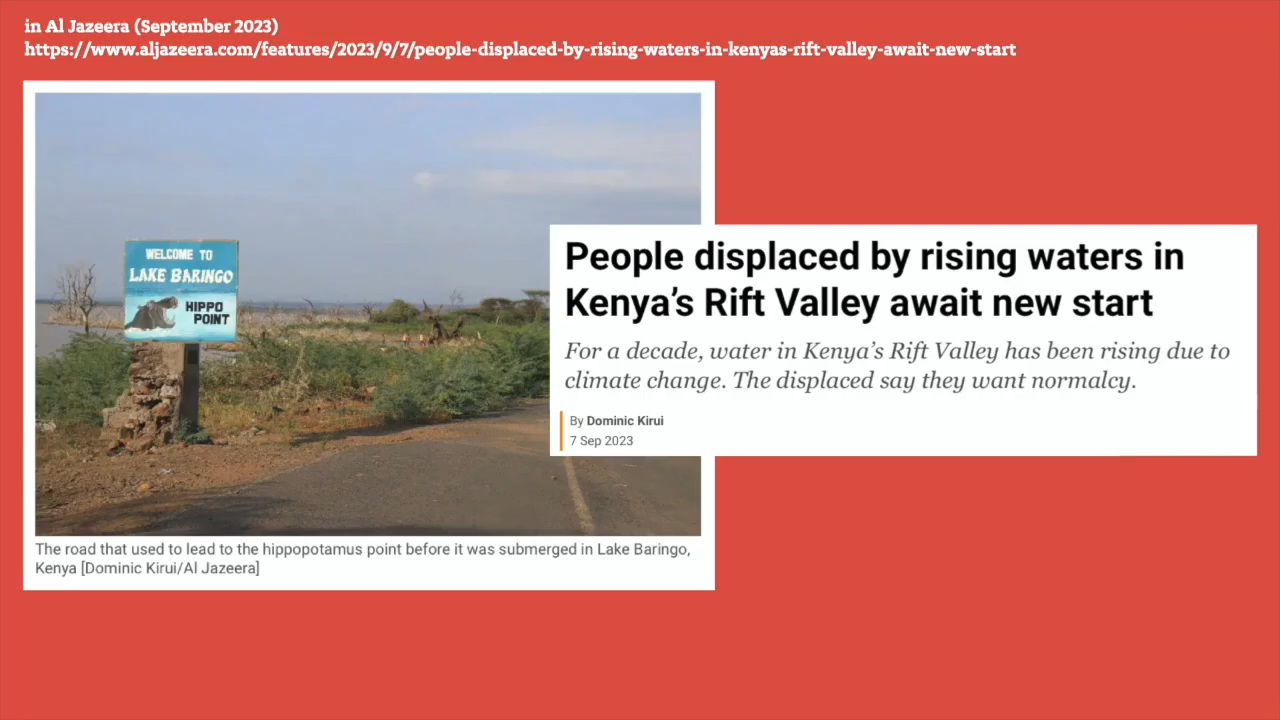 in Al Jazeera (September 2023)
https://www.aljazeera.com/features/2023/9/7/people-displaced-by-rising-waters-in-kenyas-rift-valley-await-new-start
WELCOME TO
LAKE BARINGO
HIPPO
POINT
People displaced by rising waters in
Kenya’s Rift Valley await new start
For a decade, water in Kenya’s Rift Valley has been rising due to
climate change. The displaced say they want normalcy.
By Dominic Kirui
7 Sep 2023
The road that used to lead to the hippopotamus point before it was submerged in Lake Baringo,
Kenya [Dominic Kirui/Al Jazeera]